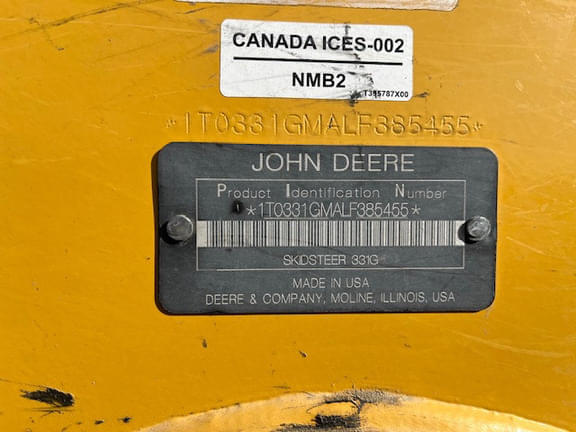 CANADA ICES-002
NMB2
T355787X00
*1T0331GMALF385455*
JOHN DEERE
Product Identification Number
*1T0331GMALF385455*
SKIDSTEER 331G
MADE IN USA
DEERE & COMPANY, MOLINE, ILLINOIS, USA